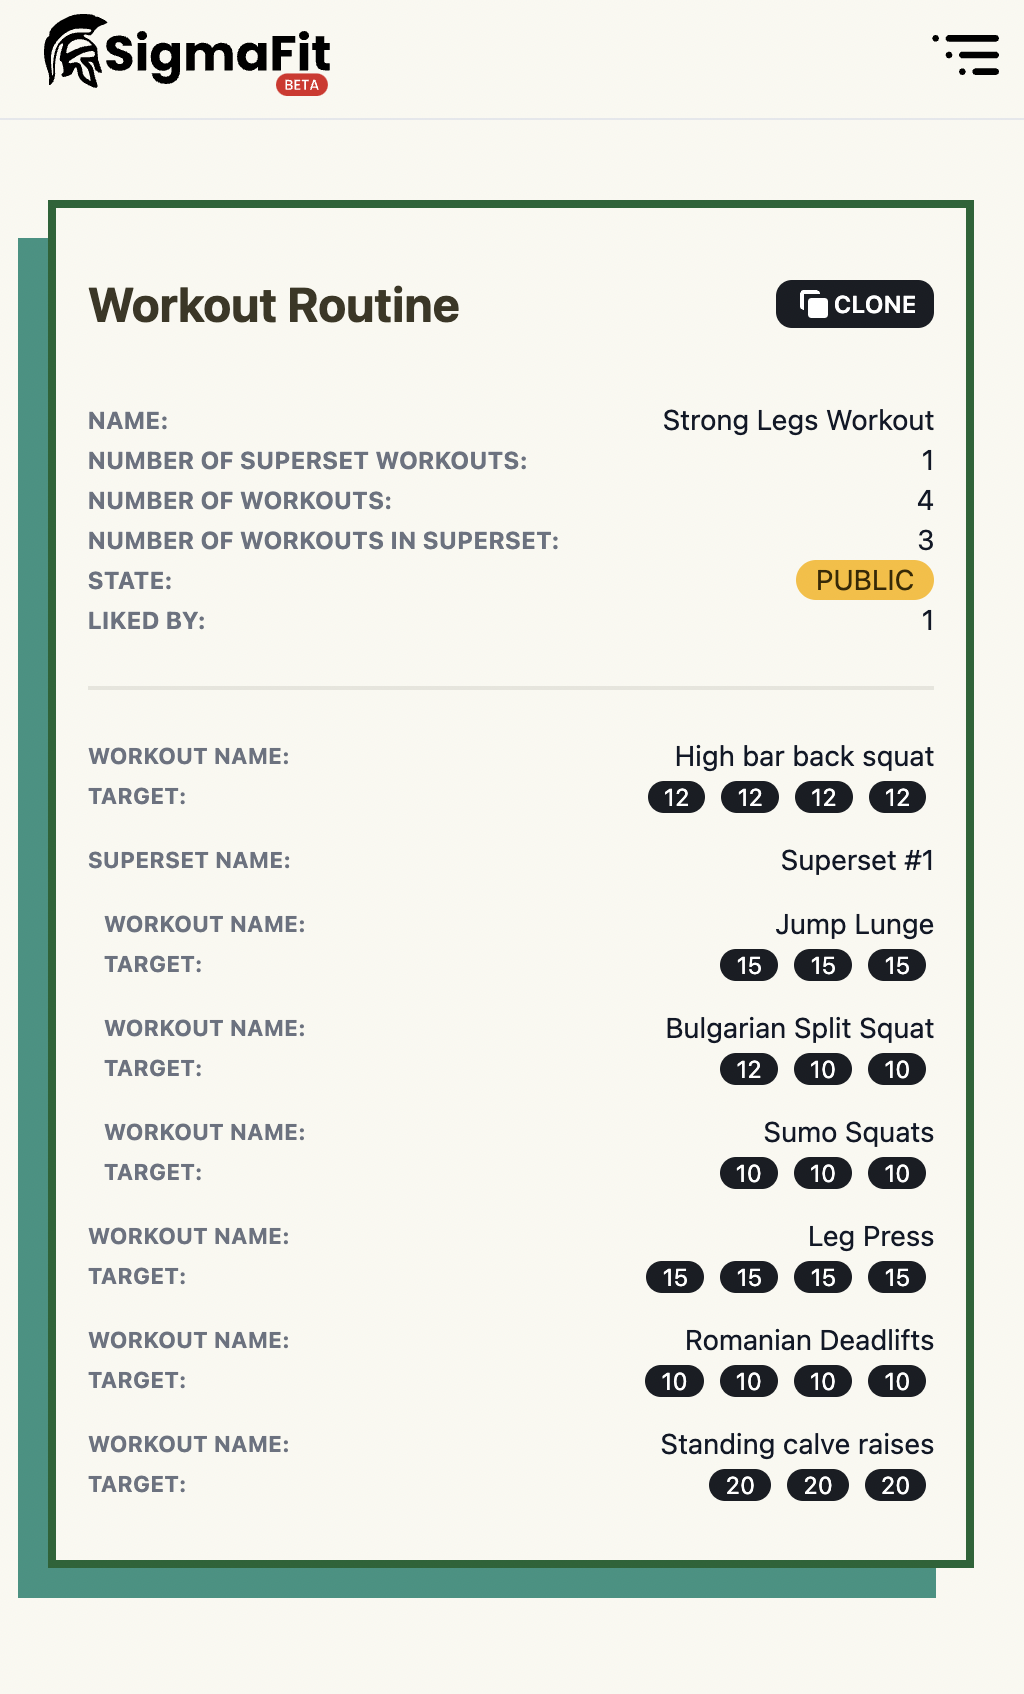 SigmaFit
BETA
Workout Routine CLONE
NAME: Strong Legs Workout
NUMBER OF SUPERSET WORKOUTS: 1
NUMBER OF WORKOUTS: 4
NUMBER OF WORKOUTS IN SUPERSET: 3
STATE: PUBLIC
LIKED BY: 1
WORKOUT NAME: High bar back squat
TARGET: 12 12 12 12
SUPERSET NAME: Superset #1
WORKOUT NAME: Jump Lunge
TARGET: 15 15 15
WORKOUT NAME: Bulgarian Split Squat
TARGET: 12 10 10
WORKOUT NAME: Sumo Squats
TARGET: 10 10 10
WORKOUT NAME: Leg Press
TARGET: 15 15 15 15
WORKOUT NAME: Romanian Deadlifts
TARGET: 10 10 10 10
WORKOUT NAME: Standing calve raises
TARGET: 20 20 20